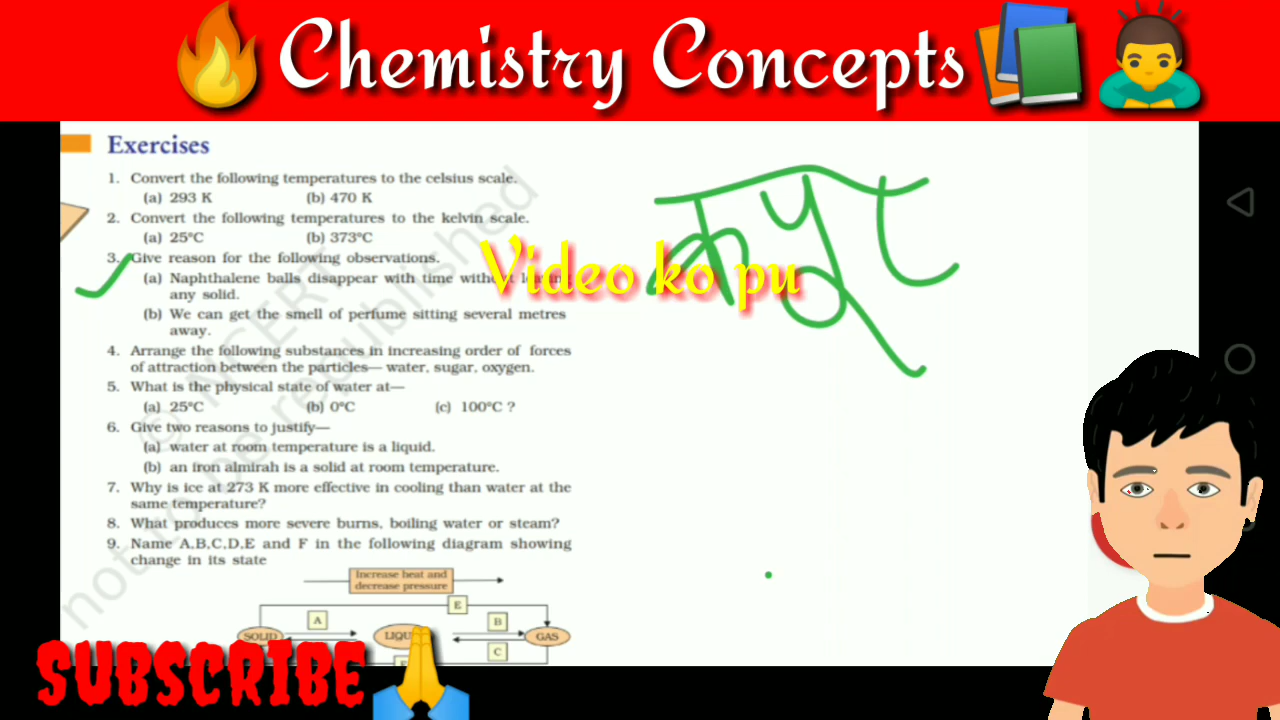 Chemistry Concepts
Exercises
1. Convert the following temperatures to the celsius scale.
(a) 293 K (b) 470 K
2. Convert the following temperatures to the kelvin scale.
(a) 25°C (b) 373°C
3. Give reason for the following observations.
(a) Naphthalene balls disappear with time without
any solid.
(b) We can get the smell of perfume sitting several metres
away.
Video ko pu
4. Arrange the following substances in increasing order of forces
of attraction between the particles— water, sugar, oxygen.
5. What is the physical state of water at—
(a) 25°C (b) 0°C (c) 100°C ?
6. Give two reasons to justify—
(a) water at room temperature is a liquid.
(b) an iron almirah is a solid at room temperature.
7. Why is ice at 273 K more effective in cooling than water at the
same temperature?
8. What produces more severe burns, boiling water or steam?
9. Name A,B,C,D,E and F in the following diagram showing
change in its state
Increase heat and
decrease pressure
E
A B
SOLID LIQU GAS
C
© NCERT
not to be republished
SUBSCRIBE